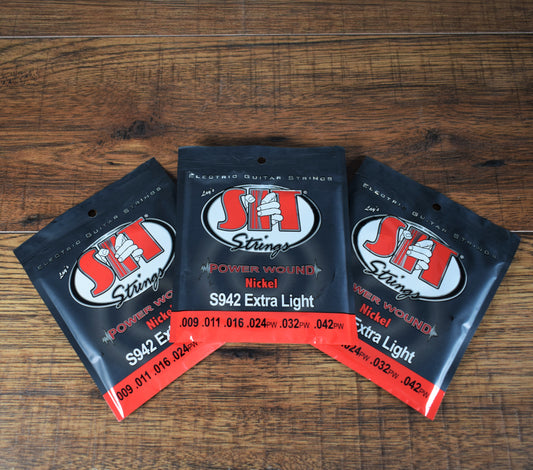 Electric Guitar Strings
Log's
SIT®
Strings
Power Wound
Nickel
S942 Extra
.009 .011 .016 .024PW
Electric Guitar Strings
SIT®
Strings
Power Wound
Nickel
S942 Extra Light
.009 .011 .016 .024PW .032PW .042PW
Electric Guitar Strings
SIT®
Strings
wer Wound
Nickel
Extra Light
.024PW .032PW .042PW